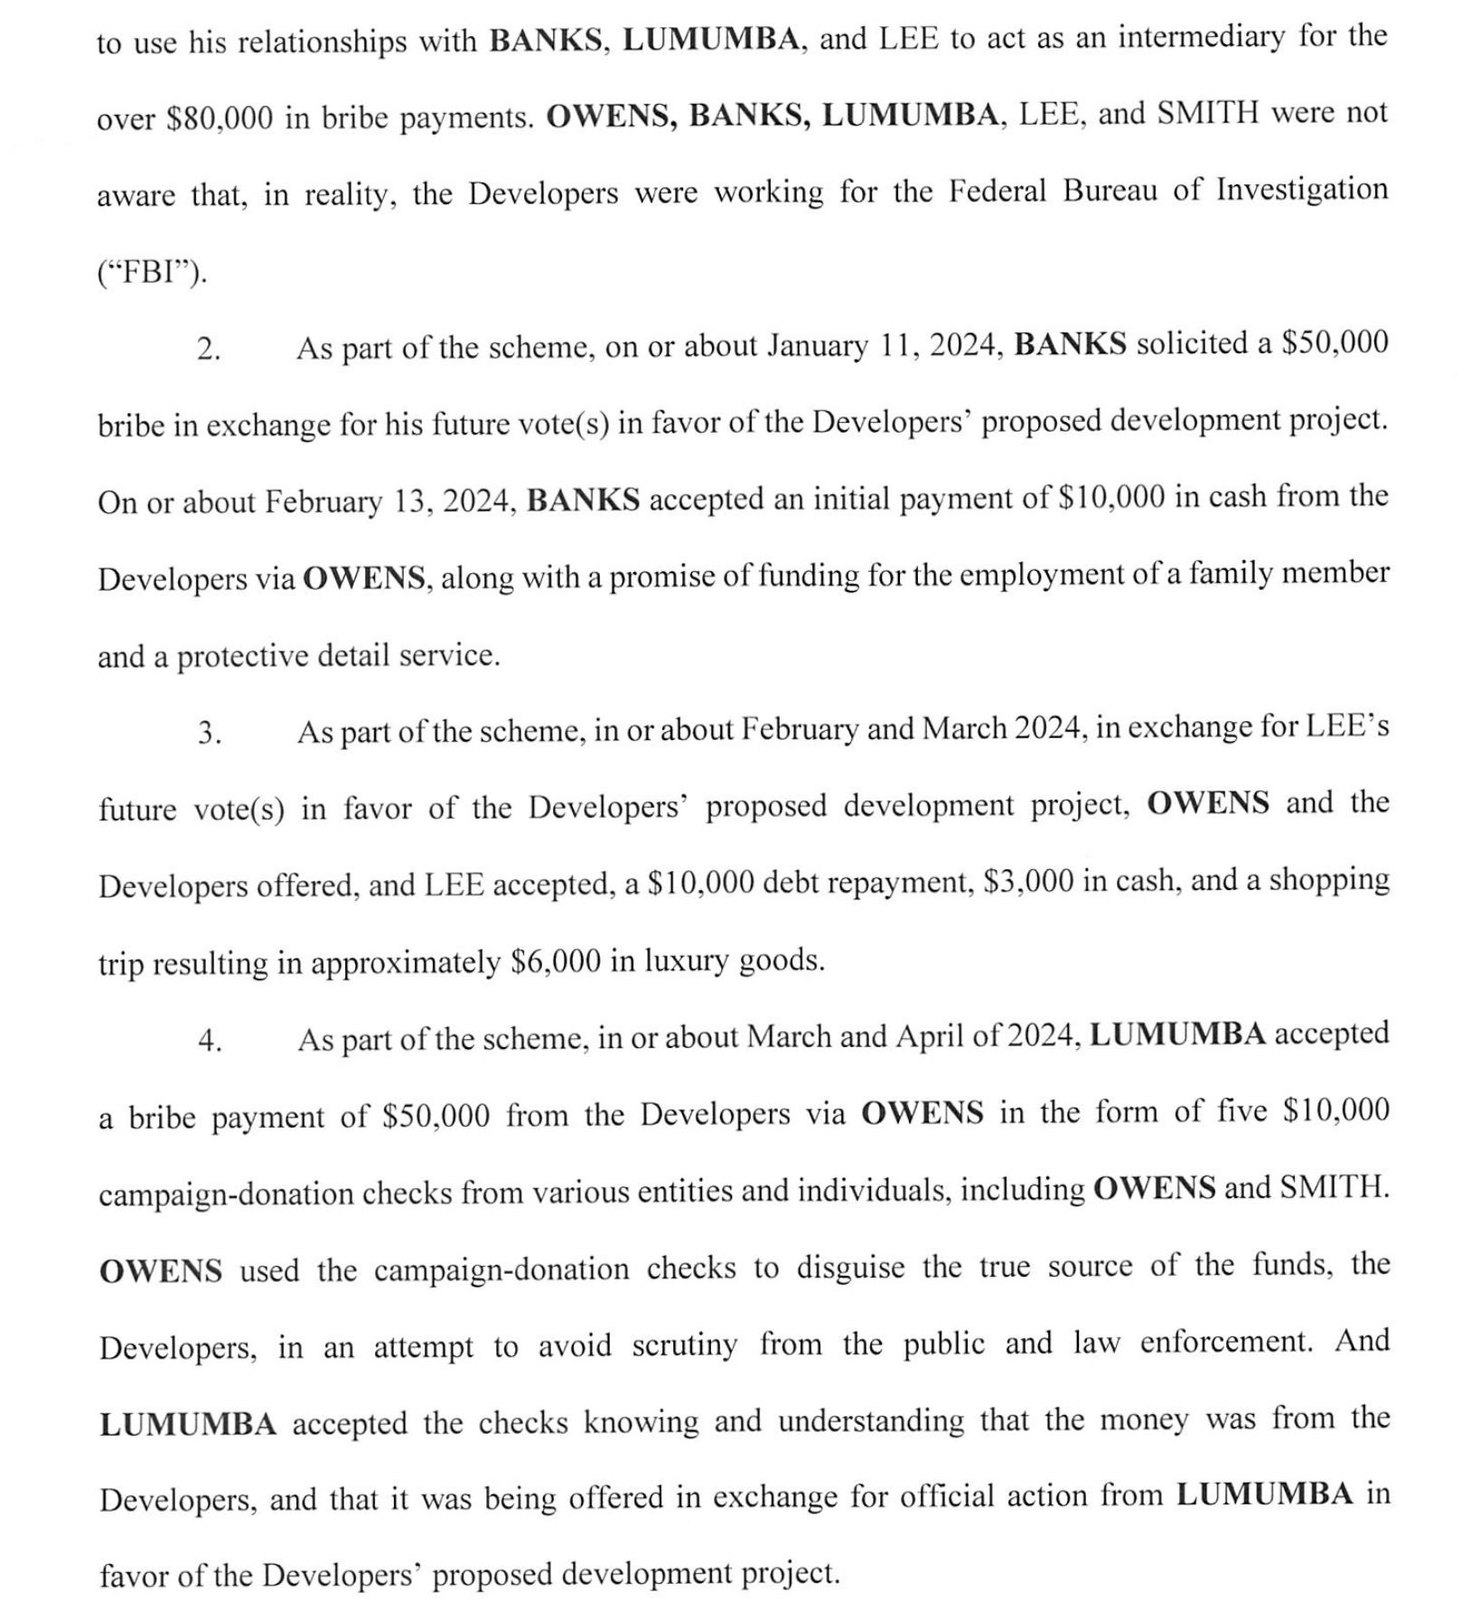 to use his relationships with BANKS, LUMUMBA, and LEE to act as an intermediary for the
over $80,000 in bribe payments. OWENS, BANKS, LUMUMBA, LEE, and SMITH were not
aware that, in reality, the Developers were working for the Federal Bureau of Investigation
(“FBI”).
2. As part of the scheme, on or about January 11, 2024, BANKS solicited a $50,000
bribe in exchange for his future vote(s) in favor of the Developers’ proposed development project.
On or about February 13, 2024, BANKS accepted an initial payment of $10,000 in cash from the
Developers via OWENS, along with a promise of funding for the employment of a family member
and a protective detail service.
3. As part of the scheme, in or about February and March 2024, in exchange for LEE’s
future vote(s) in favor of the Developers’ proposed development project, OWENS and the
Developers offered, and LEE accepted, a $10,000 debt repayment, $3,000 in cash, and a shopping
trip resulting in approximately $6,000 in luxury goods.
4. As part of the scheme, in or about March and April of 2024, LUMUMBA accepted
a bribe payment of $50,000 from the Developers via OWENS in the form of five $10,000
campaign-donation checks from various entities and individuals, including OWENS and SMITH.
OWENS used the campaign-donation checks to disguise the true source of the funds, the
Developers, in an attempt to avoid scrutiny from the public and law enforcement. And
LUMUMBA accepted the checks knowing and understanding that the money was from the
Developers, and that it was being offered in exchange for official action from LUMUMBA in
favor of the Developers’ proposed development project.